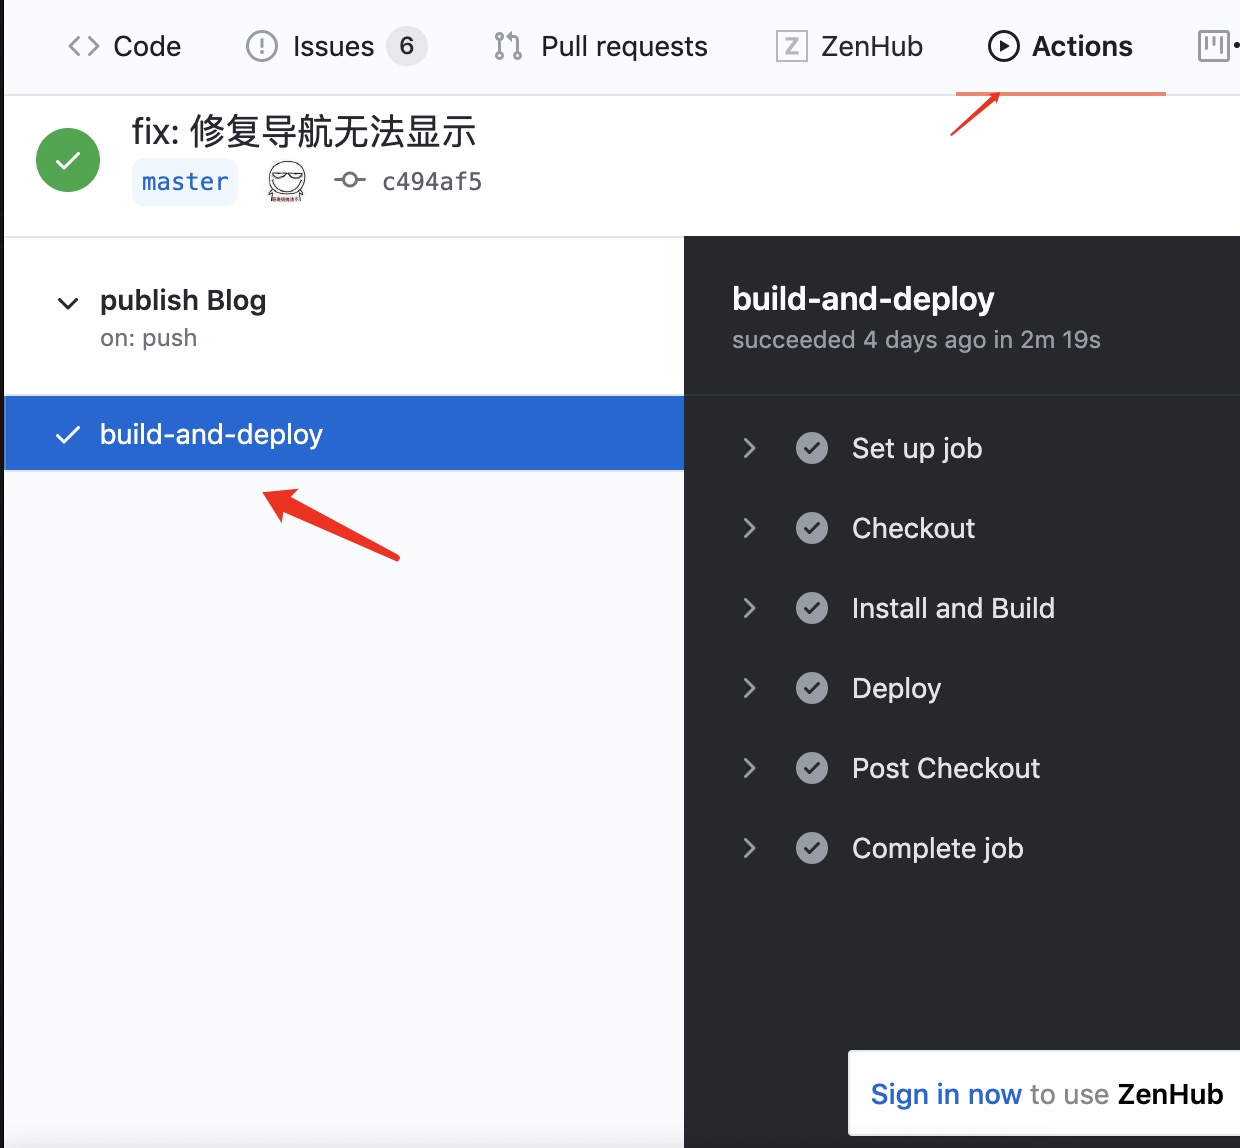 Code Issues 6 Pull requests ZenHub Actions
fix: 修复导航无法显示
master c494af5
publish Blog
on: push
build-and-deploy
build-and-deploy
succeeded 4 days ago in 2m 19s
Set up job
Checkout
Install and Build
Deploy
Post Checkout
Complete job
Sign in now to use ZenHub